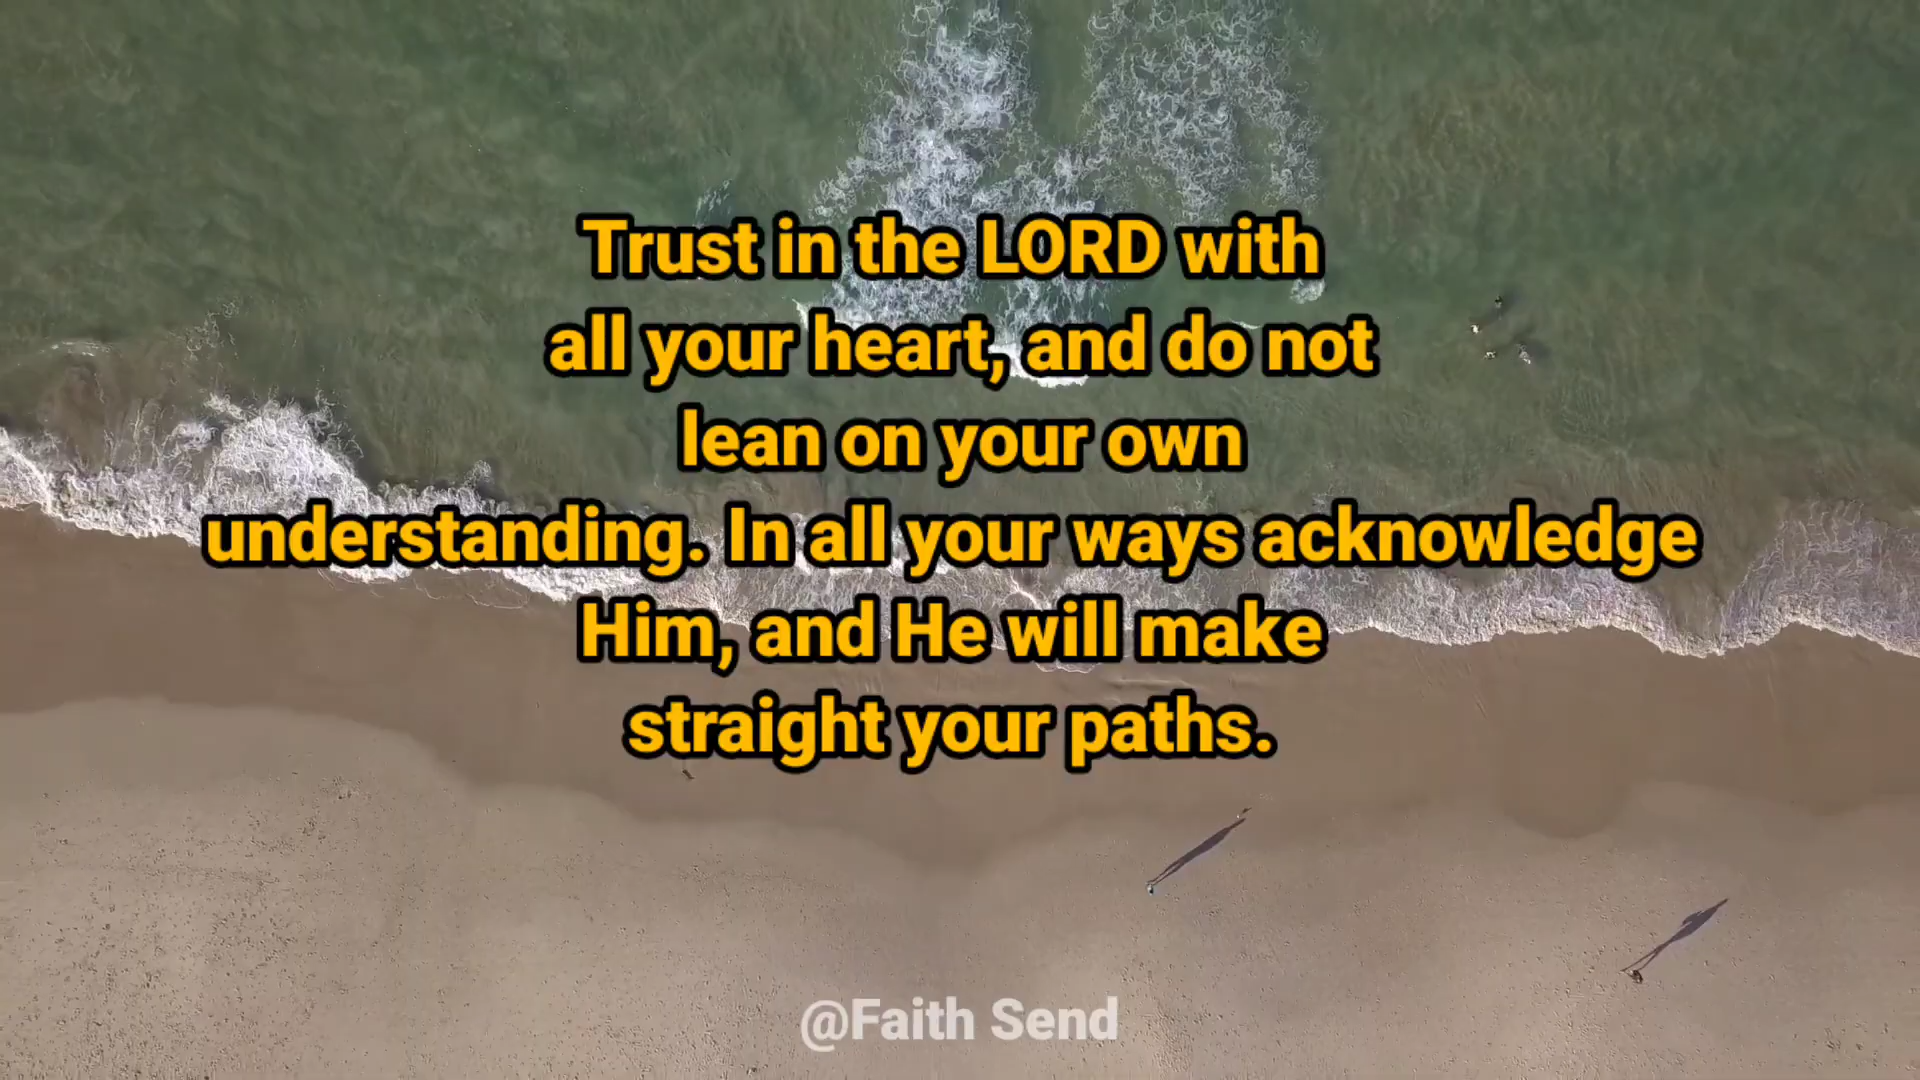 Trust in the LORD with
all your heart, and do not
lean on your own
understanding. In all your ways acknowledge
Him, and He will make
straight your paths.
@Faith Send